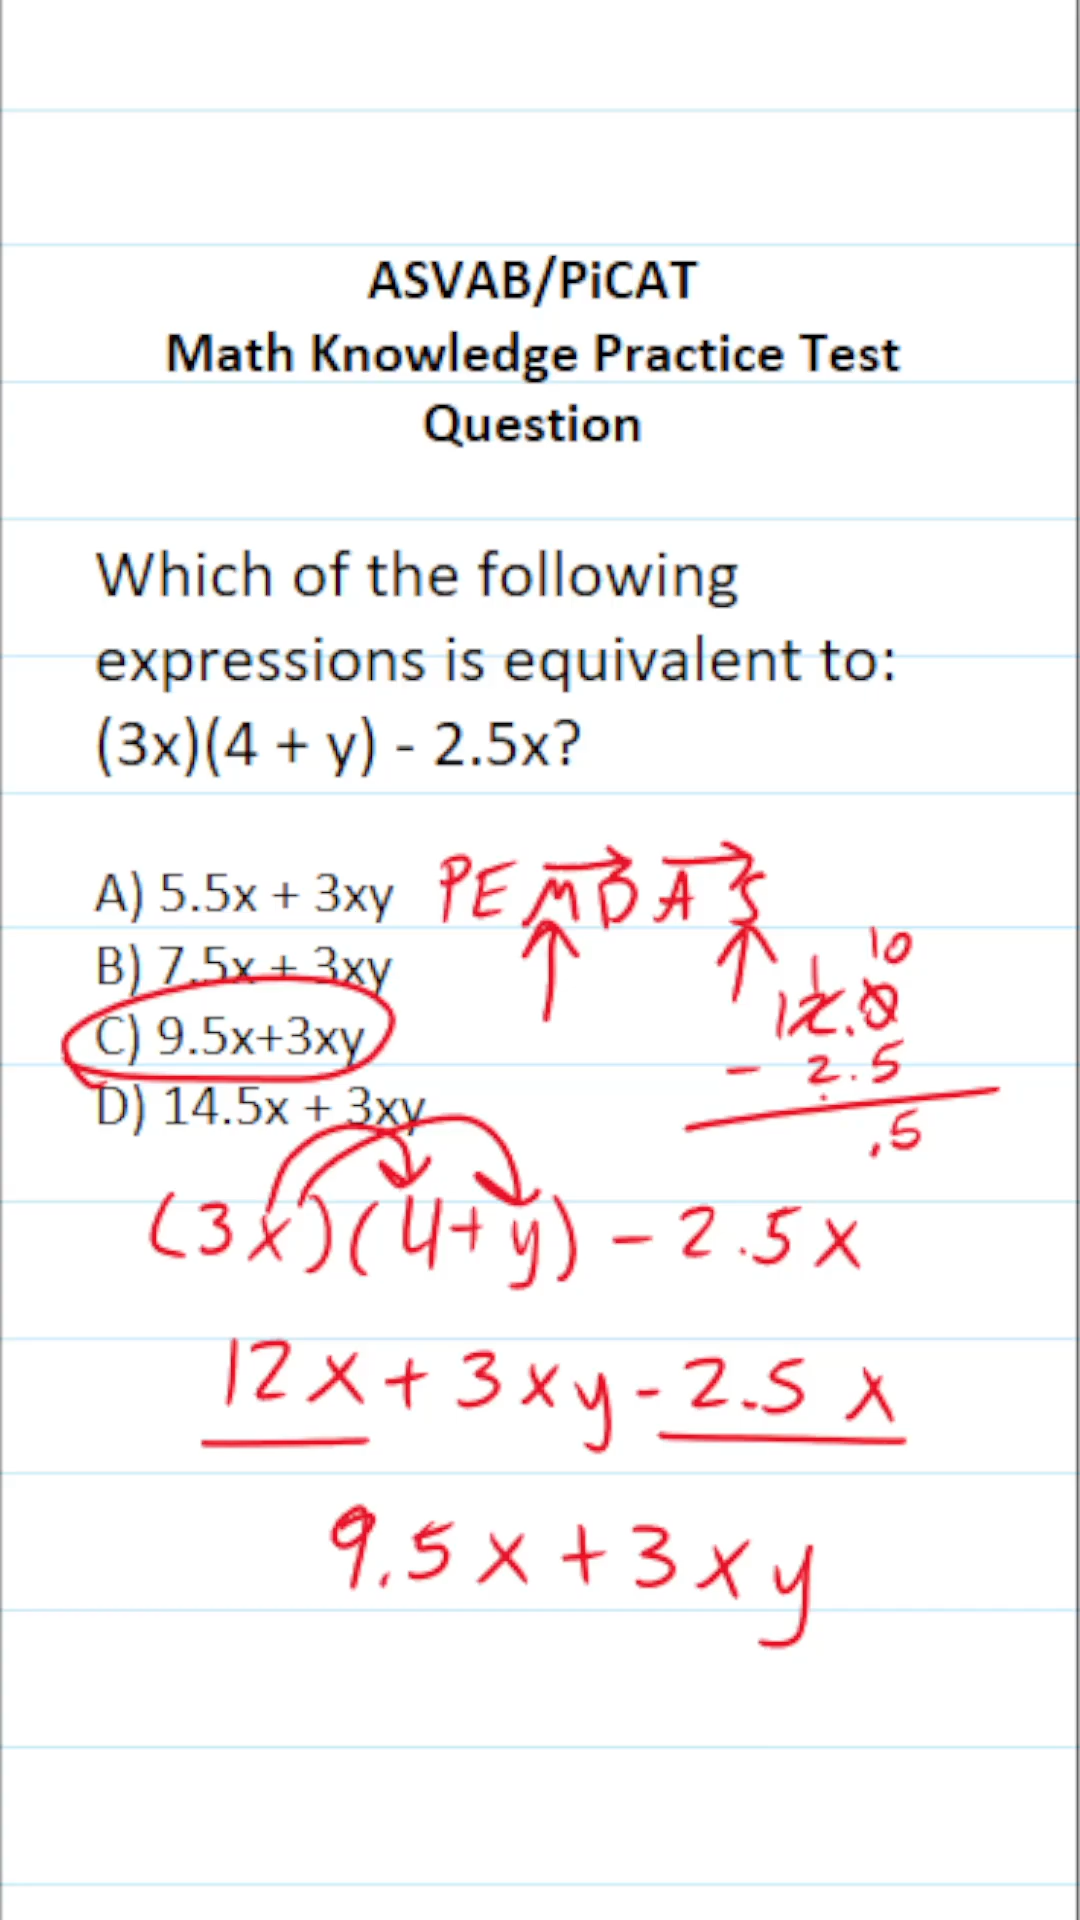 ASVAB/PiCAT
Math Knowledge Practice Test
Question
Which of the following
expressions is equivalent to:
(3x)(4 + y) - 2.5x?
A) 5.5x + 3xy
PEMDAS
B) 7.5x + 3xy
C) 9.5x+3xy
D) 14.5x + 3xy
1 10
12.0
- 2.5
.5
(3x)(4+y) - 2.5x
12x + 3xy - 2.5x
9.5x + 3xy